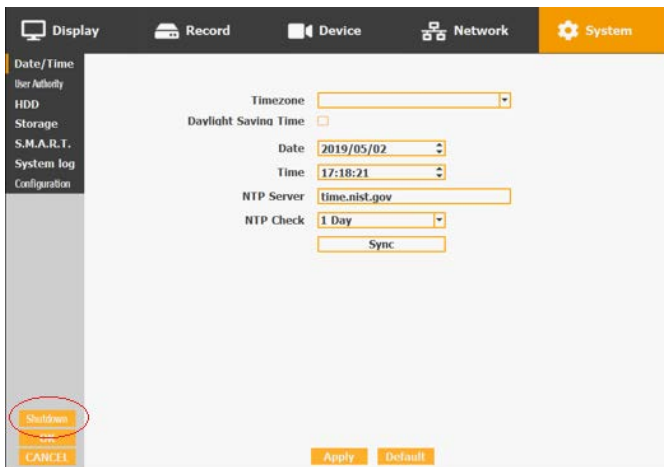 Display Record Device Network System
Date/Time
User Authority
HDD
Storage
S.M.A.R.T.
System log
Configuration
Timezone
Daylight Saving Time
Date 2019/05/02
Time 17:18:21
NTP Server time.nist.gov
NTP Check 1 Day
Sync
Shutdown
OK
CANCEL
Apply Default